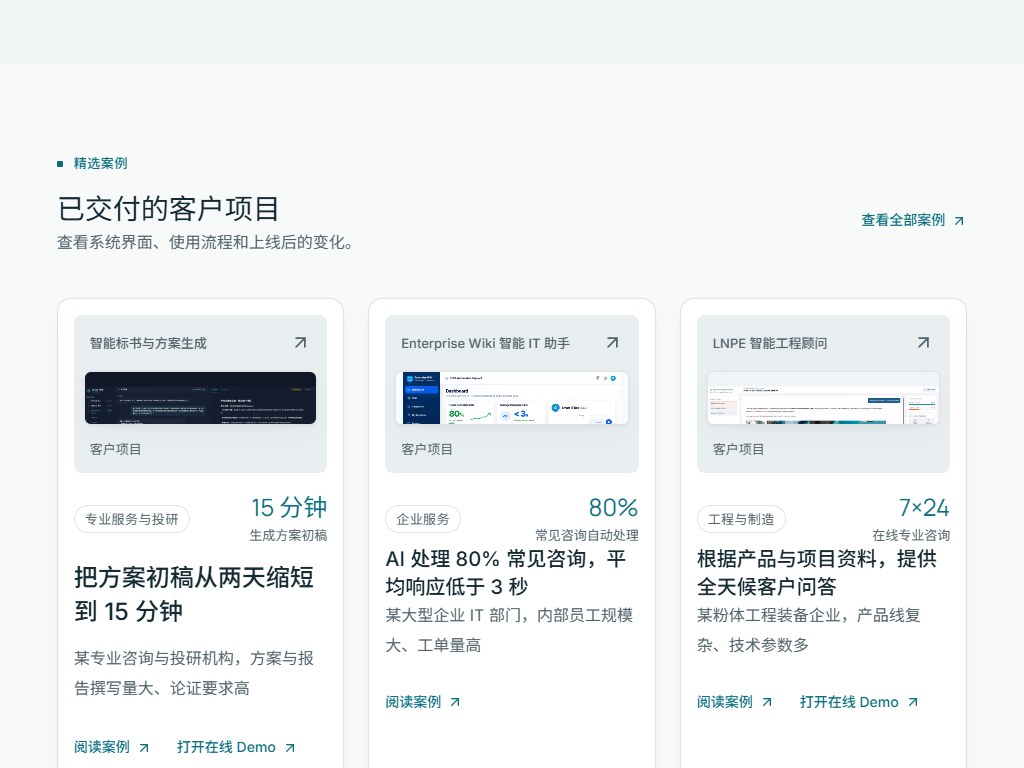 精选案例
已交付的客户项目
查看系统界面、使用流程和上线后的变化。
查看全部案例
智能标书与方案生成
客户项目
专业服务与投研
15 分钟
生成方案初稿
把方案初稿从两天缩短
到 15 分钟
某专业咨询与投研机构，方案与报
告撰写量大、论证要求高
阅读案例
打开在线 Demo
Enterprise Wiki 智能 IT 助手
Dashboard
80%
< 3s
客户项目
企业服务
80%
常见咨询自动处理
AI 处理 80% 常见咨询，平
均响应低于 3 秒
某大型企业 IT 部门，内部员工规模
大、工单量高
阅读案例
LNPE 智能工程顾问
客户项目
工程与制造
7×24
在线专业咨询
根据产品与项目资料，提供
全天候客户问答
某粉体工程装备企业，产品线复
杂、技术参数多
阅读案例
打开在线 Demo